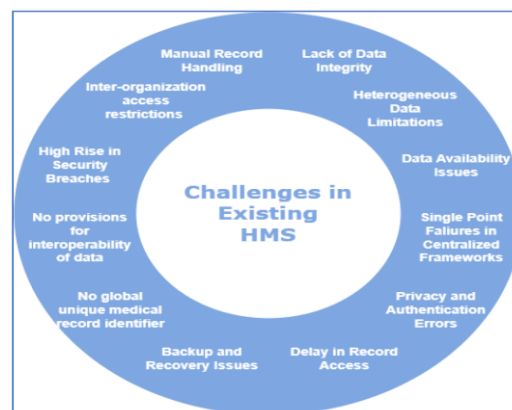 Challenges in
Existing
HMS
Manual Record
Handling
Lack of Data
Integrity
Heterogeneous
Data
Limitations
Data Availability
Issues
Single Point
Faliures in
Centralized
Frameworks
Privacy and
Authentication
Errors
Delay in Record
Access
Backup and
Recovery Issues
No global
unique medical
record identifier
No provisions
for
interoperability
of data
High Rise in
Security
Breaches
Inter-organization
access
restrictions